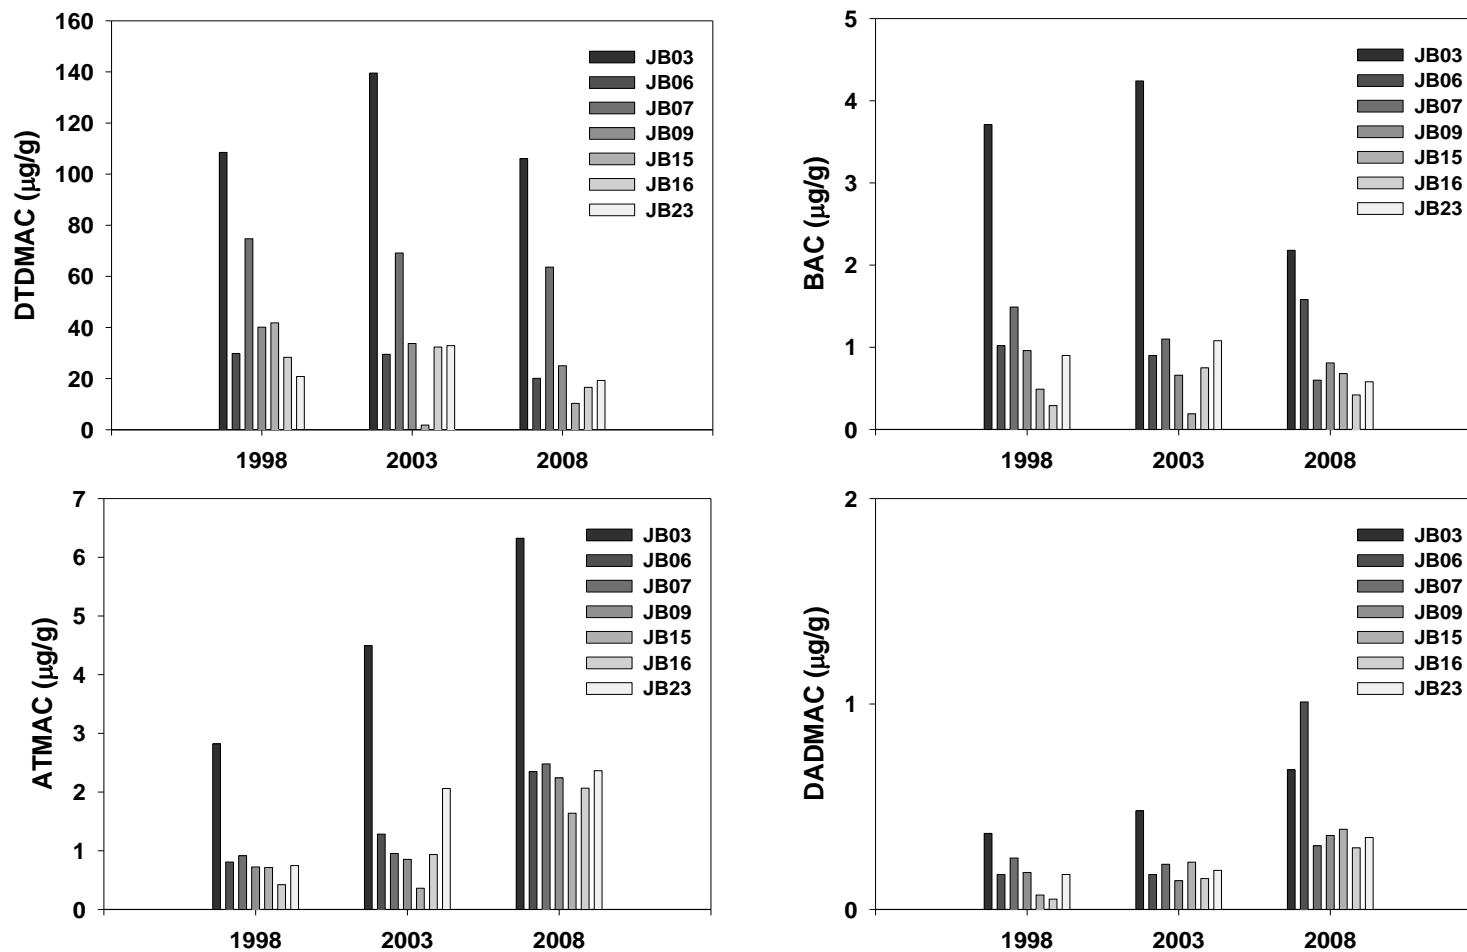 DTDMAC (µg/g)
160
140
120
100
80
60
40
20
0
1998 2003 2008
JB03
JB06
JB07
JB09
JB15
JB16
JB23
BAC (µg/g)
5
4
3
2
1
0
1998 2003 2008
JB03
JB06
JB07
JB09
JB15
JB16
JB23
ATMAC (µg/g)
7
6
5
4
3
2
1
0
1998 2003 2008
JB03
JB06
JB07
JB09
JB15
JB16
JB23
DADMAC (µg/g)
2
1
0
1998 2003 2008
JB03
JB06
JB07
JB09
JB15
JB16
JB23